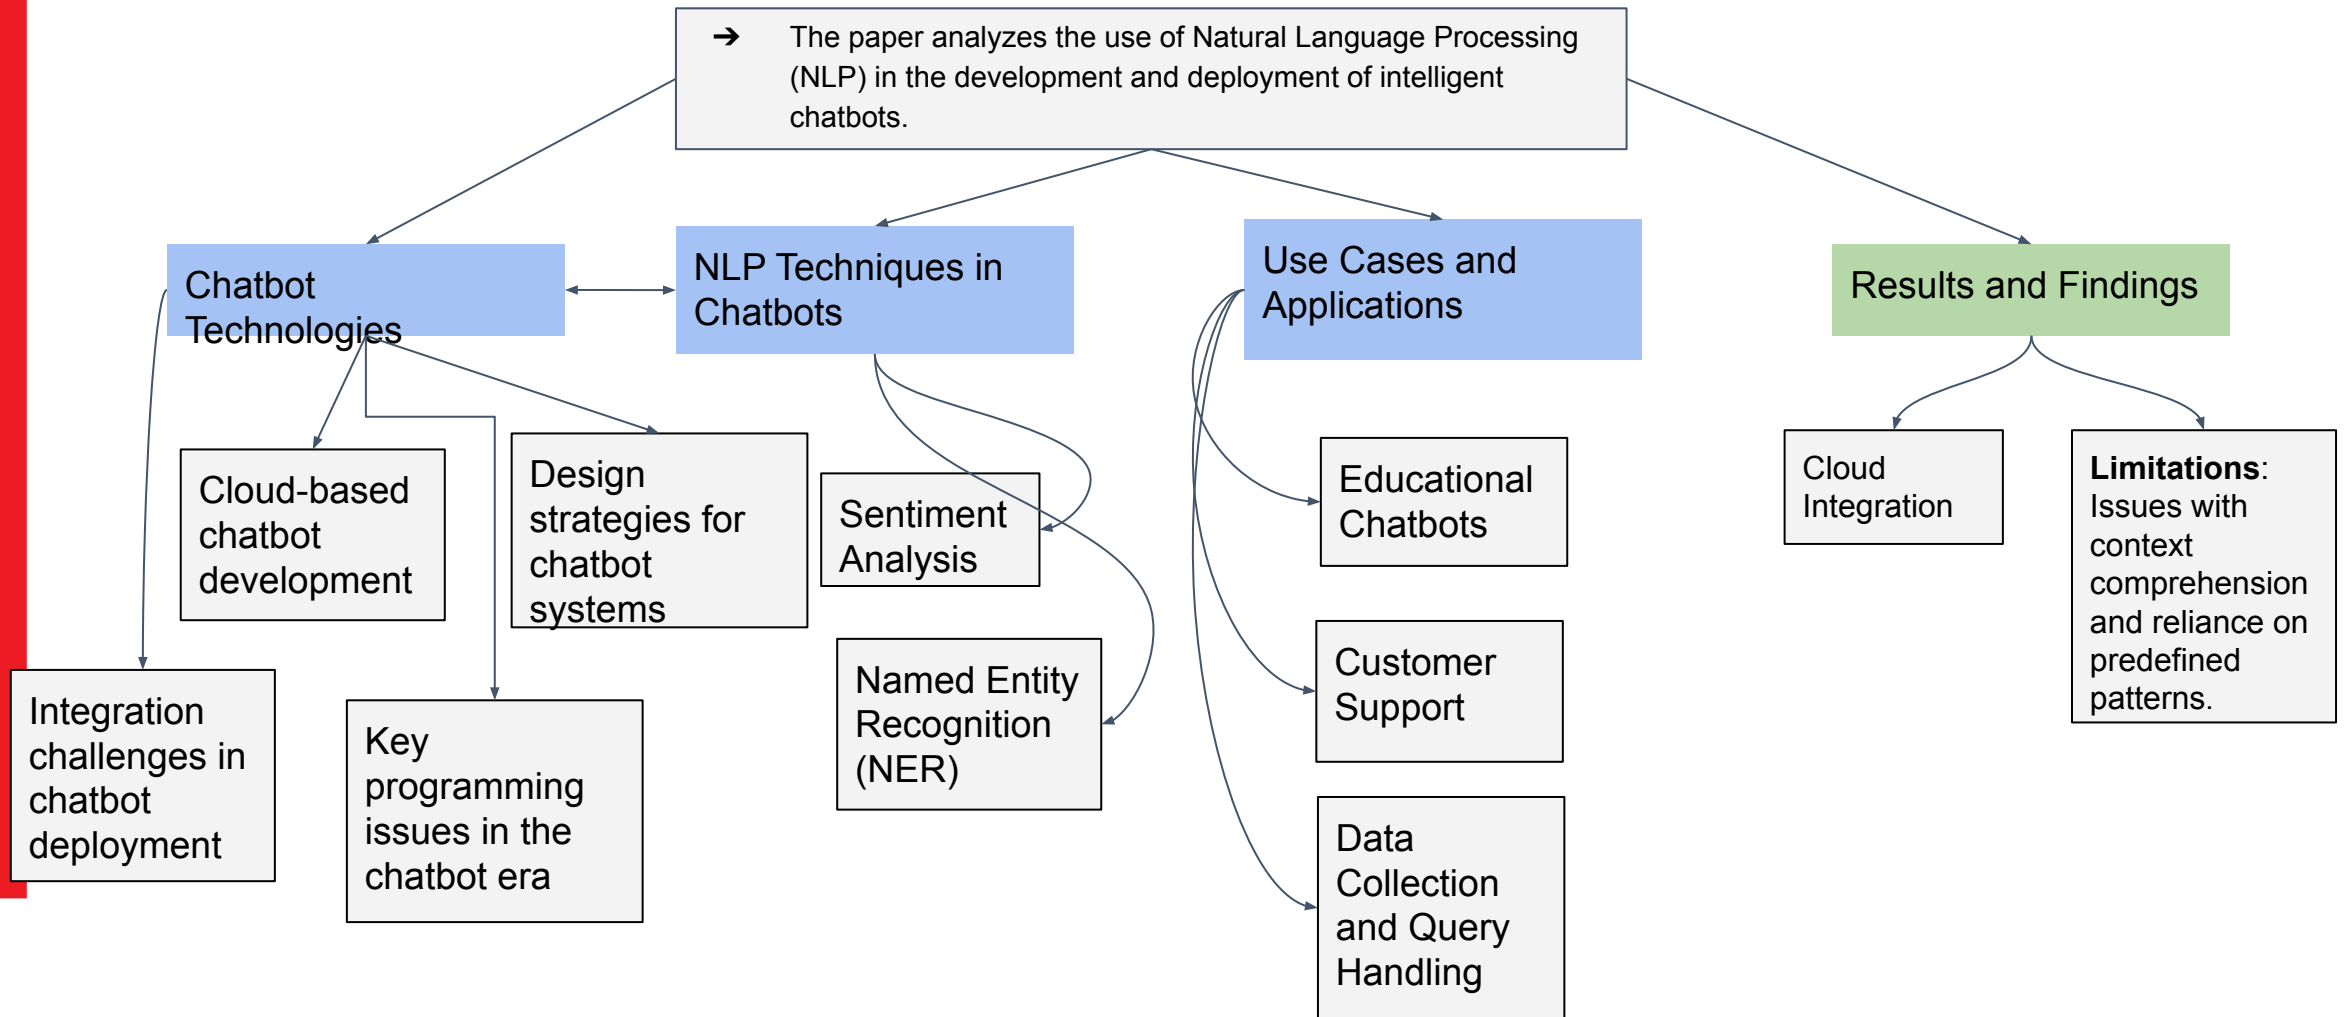 ➔ The paper analyzes the use of Natural Language Processing
(NLP) in the development and deployment of intelligent
chatbots.
Chatbot
Technologies
NLP Techniques in
Chatbots
Use Cases and
Applications
Results and Findings
Cloud-based
chatbot
development
Design
strategies for
chatbot
systems
Integration
challenges in
chatbot
deployment
Key
programming
issues in the
chatbot era
Sentiment
Analysis
Named Entity
Recognition
(NER)
Educational
Chatbots
Customer
Support
Data
Collection
and Query
Handling
Cloud
Integration
Limitations:
Issues with
context
comprehension
and reliance on
predefined
patterns.